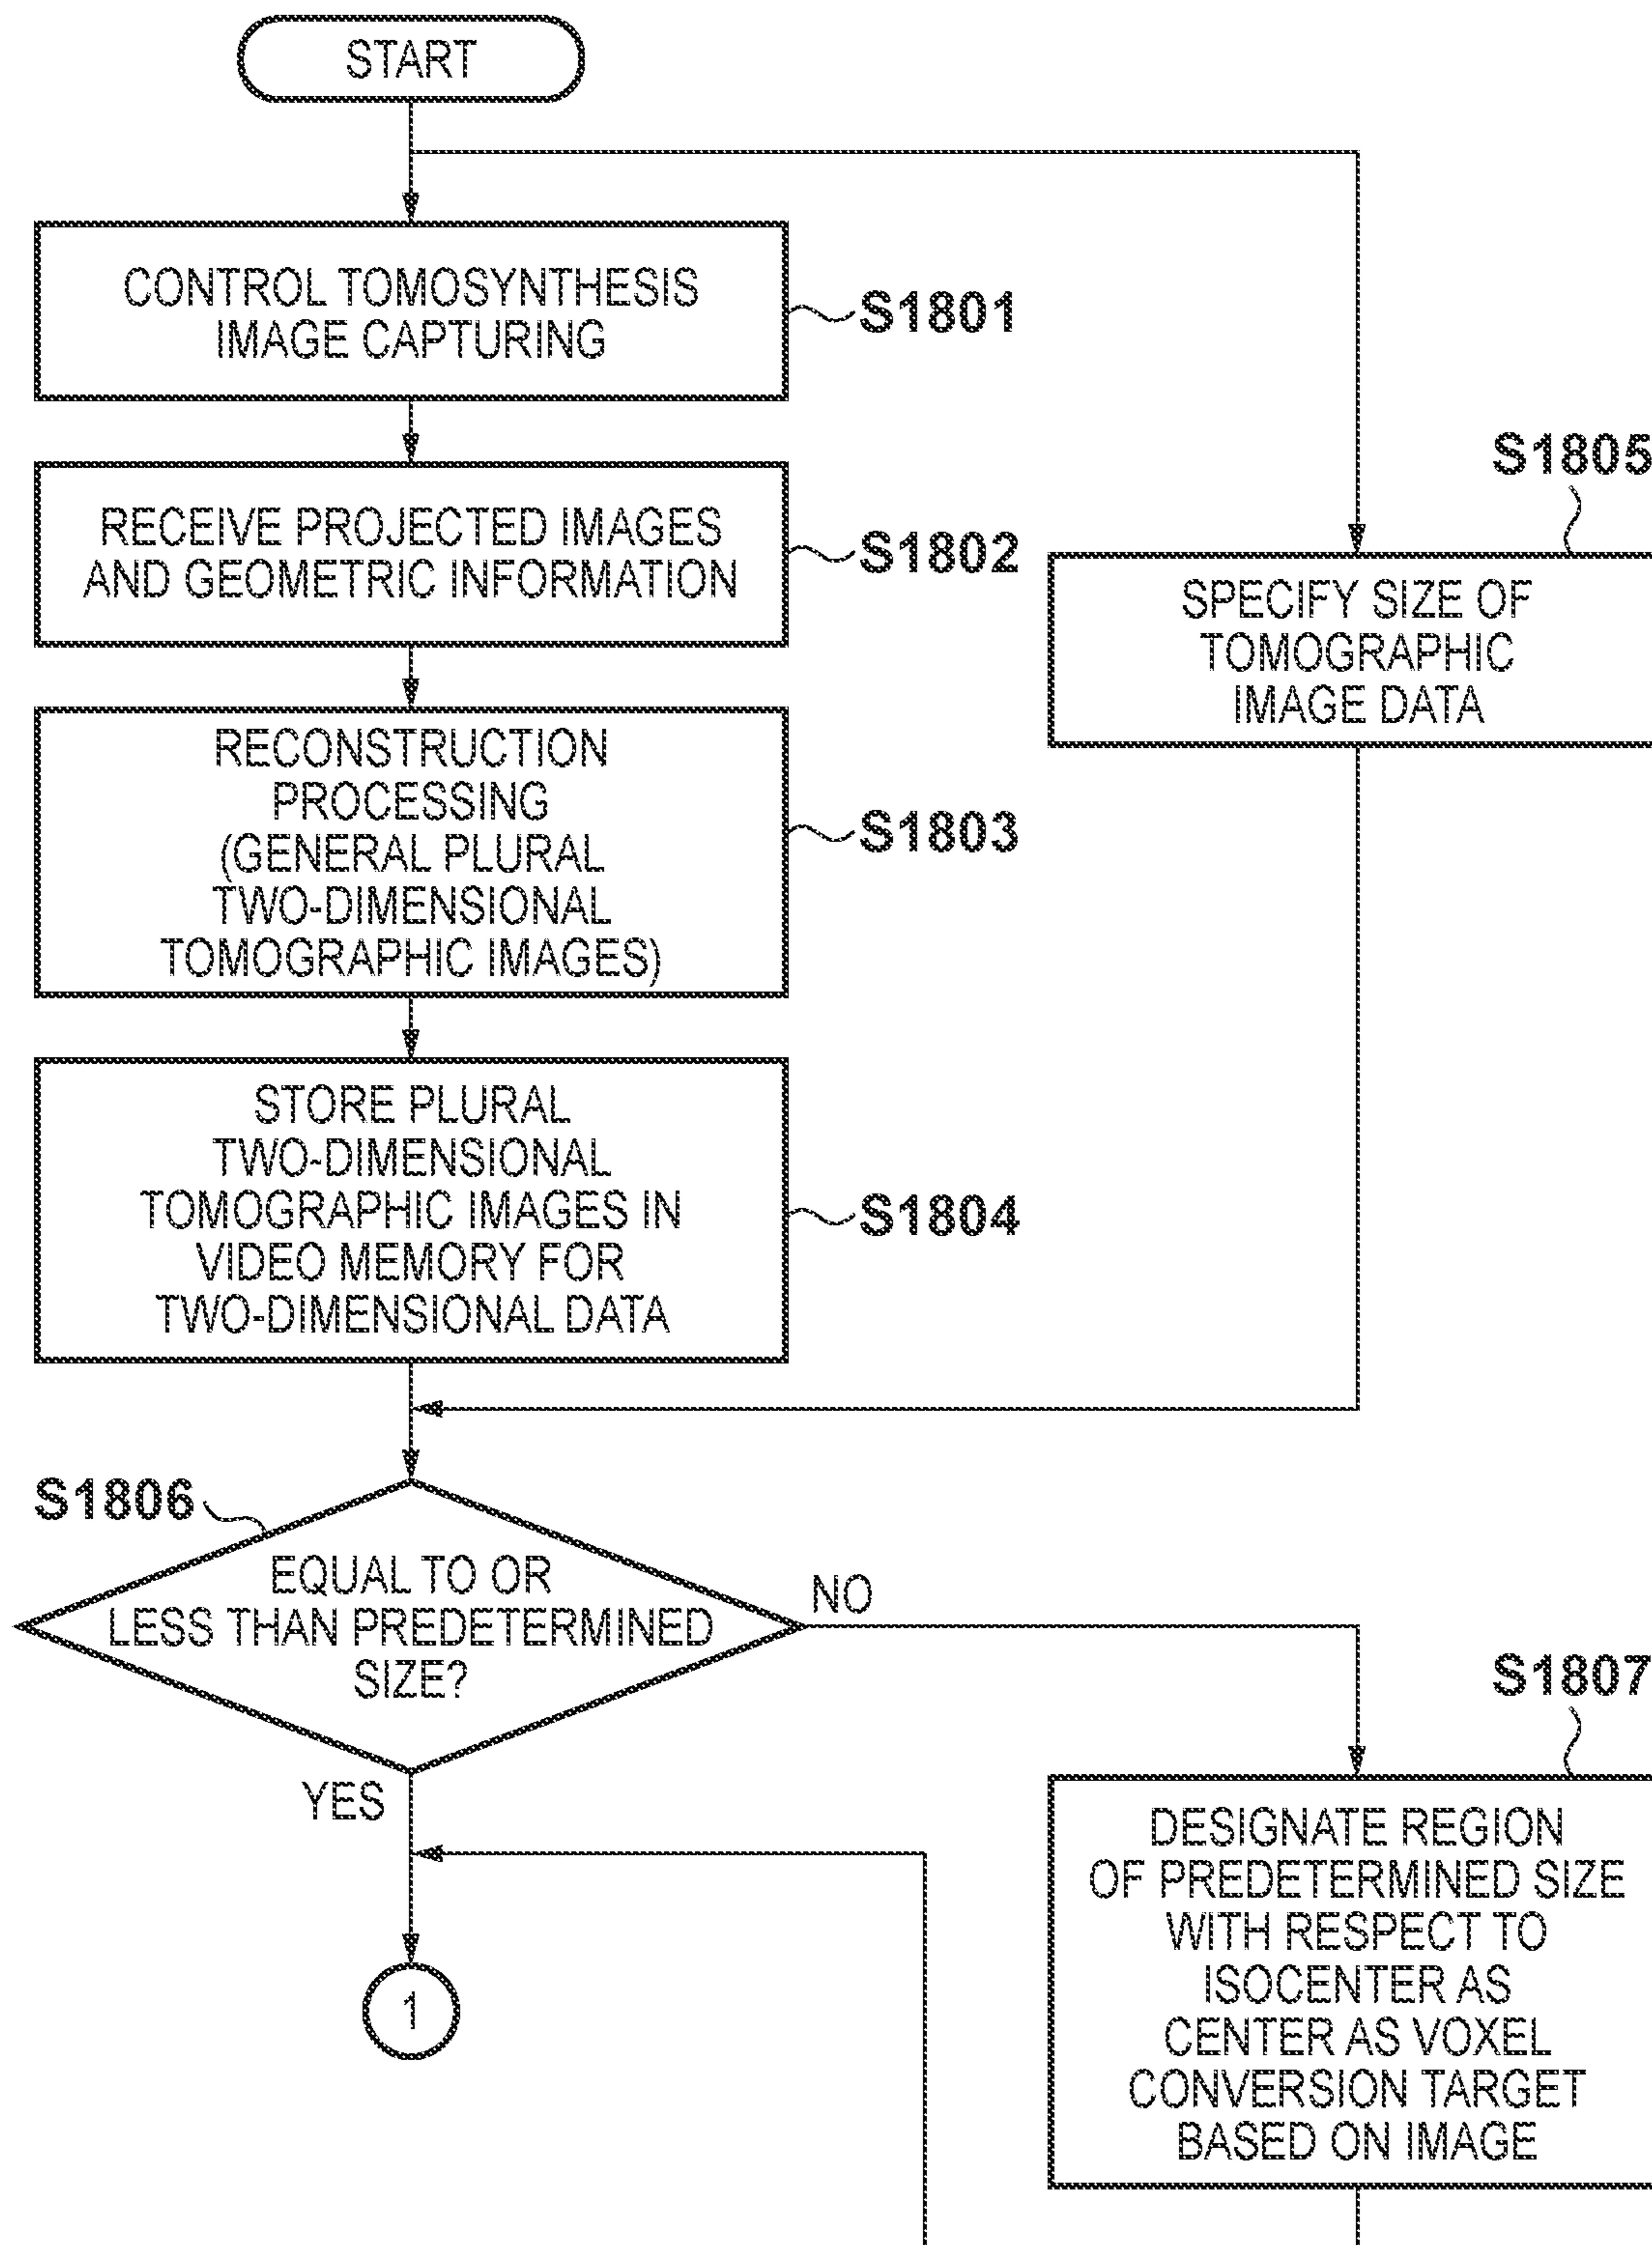 START
CONTROL TOMOSYNTHESIS
IMAGE CAPTURING
S1801
RECEIVE PROJECTED IMAGES
AND GEOMETRIC INFORMATION
S1802
RECONSTRUCTION
PROCESSING
(GENERAL PLURAL
TWO-DIMENSIONAL
TOMOGRAPHIC IMAGES)
S1803
STORE PLURAL
TWO-DIMENSIONAL
TOMOGRAPHIC IMAGES IN
VIDEO MEMORY FOR
TWO-DIMENSIONAL DATA
S1804
S1805
SPECIFY SIZE OF
TOMOGRAPHIC
IMAGE DATA
S1806
EQUAL TO OR
LESS THAN PREDETERMINED
SIZE?
NO
YES
1
S1807
DESIGNATE REGION
OF PREDETERMINED SIZE
WITH RESPECT TO
ISOCENTER AS
CENTER AS VOXEL
CONVERSION TARGET
BASED ON IMAGE